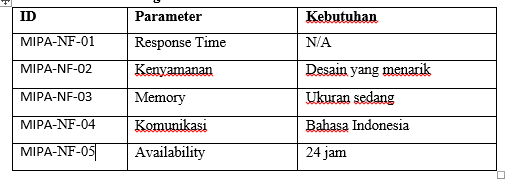 ID Parameter Kebutuhan
MIPA-NF-01 Response Time N/A
MIPA-NF-02 Kenyamanan Desain yang menarik
MIPA-NF-03 Memory Ukuran sedang
MIPA-NF-04 Komunikasi Bahasa Indonesia
MIPA-NF-05 Availability 24 jam